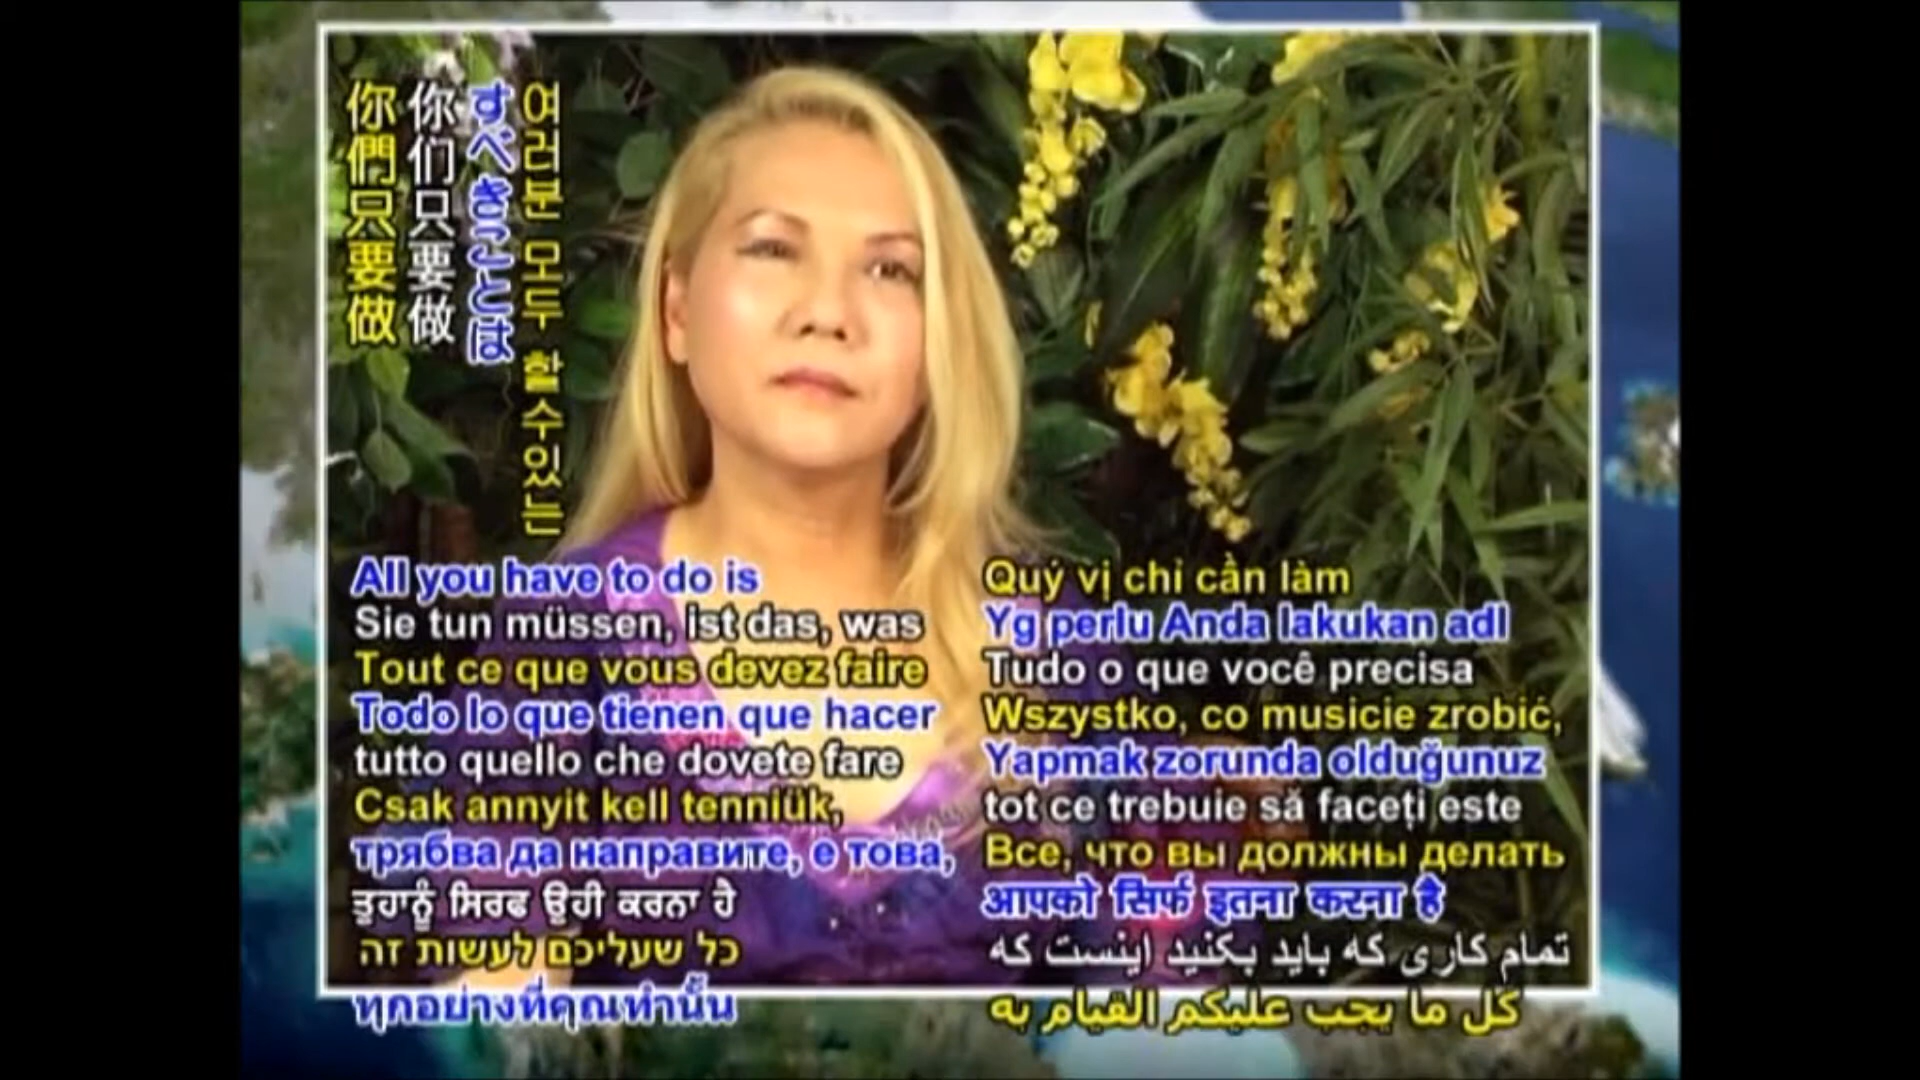 你們只要做
你们只要做
すべきことは
여러분 모두 할 수 있는
All you have to do is
Sie tun müssen, ist das, was
Tout ce que vous devez faire
Todo lo que tienen que hacer
tutto quello che dovete fare
Csak annyit kell tenniük,
трябва да направите, е това,
ਤੁਹਾਨੂੰ ਸਿਰਫ ਉਹੀ ਕਰਨਾ ਹੈ
כל שעליכם לעשות זה
ทุกอย่างที่คุณทำนั้น
Quý vị chỉ cần làm
Yg perlu Anda lakukan adl
Tudo o que você precisa
Wszystko, co musicie zrobić,
Yapmak zorunda olduğunuz
tot ce trebuie să faceți este
Все, что вы должны делать
आपको सिर्फ इतना करना है
تمام کاری که باید بکنید اینست که
كل ما يجب عليكم القيام به